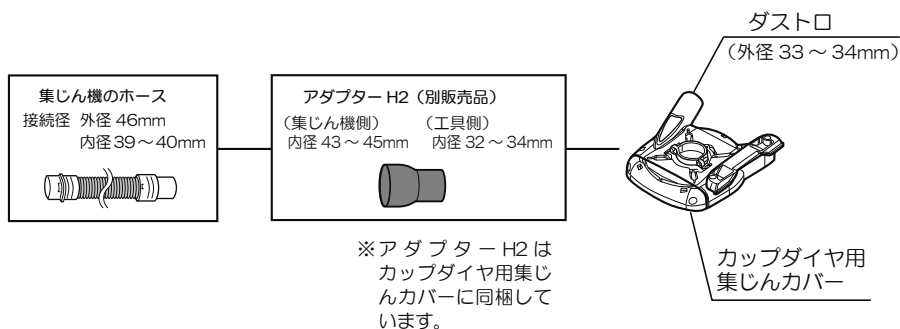 ダストロ
（外径 33 ～ 34mm）
集じん機のホース
接続径 外径 46mm
内径 39 ～ 40mm
アダプター H2（別販売品）
（集じん機側） （工具側）
内径 43 ～ 45mm 内径 32 ～ 34mm
※アダプターH2 は
カップダイヤ用集じ
んカバーに同梱して
います。
カップダイヤ用
集じんカバー